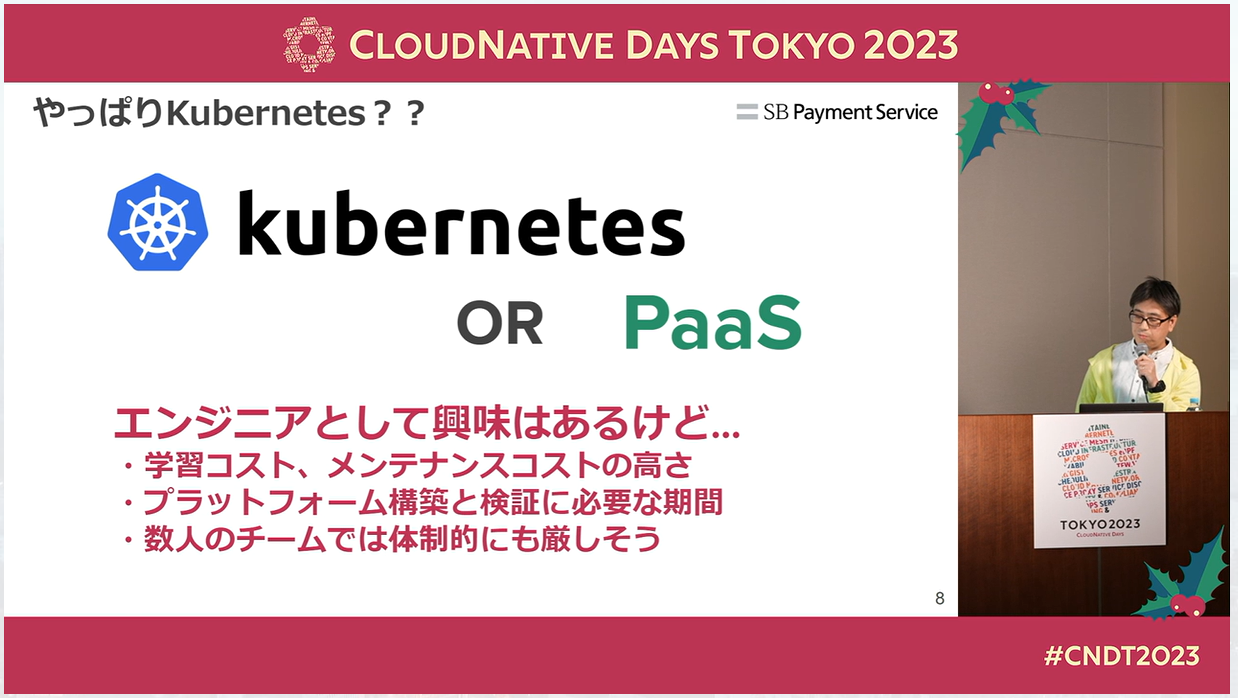 CLOUDNATIVE DAYS TOKYO 2023
やっぱりKubernetes？？
SB Payment Service
kubernetes
OR PaaS
エンジニアとして興味はあるけど...
・学習コスト、メンテナンスコストの高さ
・プラットフォーム構築と検証に必要な期間
・数人のチームでは体制的にも厳しそう
8
TOKYO2023
CLOUDNATIVE DAYS
#CNDT2023